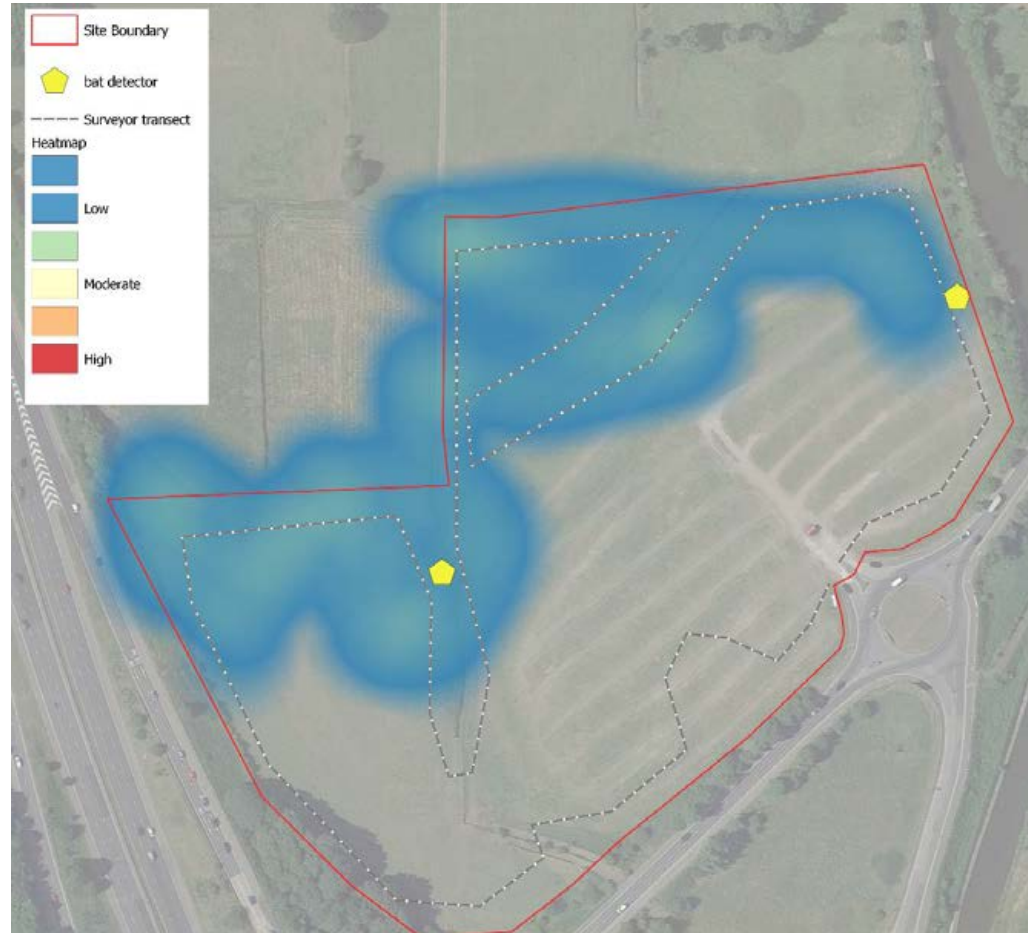 Site Boundary
bat detector
Surveyor transect
Heatmap
Low
Moderate
High